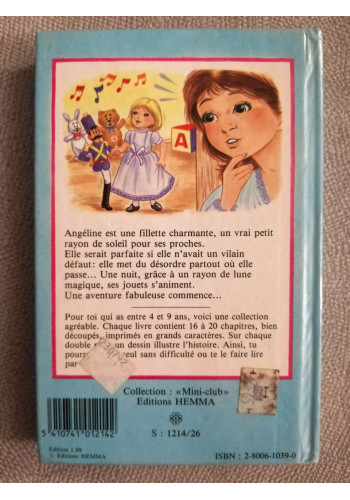 A
Angéline est une fillette charmante, un vrai petit
rayon de soleil pour ses proches.
Elle serait parfaite si elle n'avait un vilain
défaut: elle met du désordre partout où elle
passe... Une nuit, grâce à un rayon de lune
magique, ses jouets s'animent.
Une aventure fabuleuse commence...
Pour toi qui as entre 4 et 9 ans, voici une collection
agréable. Chaque livre contient 16 à 20 chapitres, bien
découpés, imprimés en grands caractères. Sur chaque
double un dessin illustre l'histoire. Ainsi, tu
seul sans difficulté ou te le faire lire
par
Collection : «Mini-club»
Editions HEMMA
S : 1214/26
5 410741 012142
Edition 1.89
© Editions HEMMA
ISBN : 2-8006-1039-0